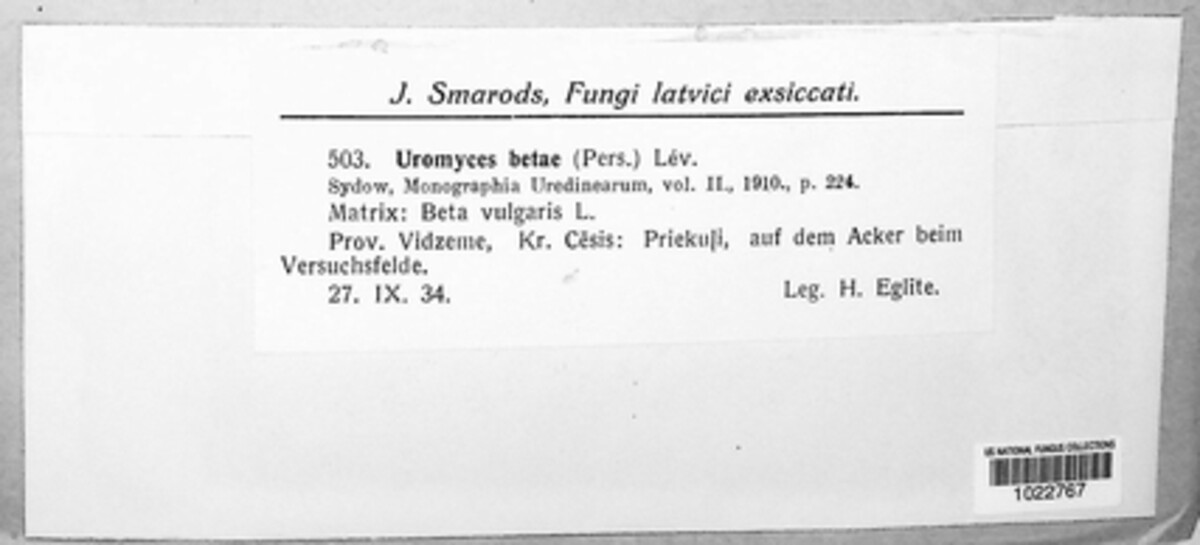 J. Smarods, Fungi latvici exsiccati.
503. Uromyces betae (Pers.) Lév.
Sydow, Monographia Uredinearum, vol. II., 1910., p. 224.
Matrix: Beta vulgaris L.
Prov. Vidzeme, Kr. Cēsis: Priekuļi, auf dem Acker beim
Versuchsfelde.
27. IX. 34. Leg. H. Eglite.
US NATIONAL FUNGUS COLLECTIONS
1022767